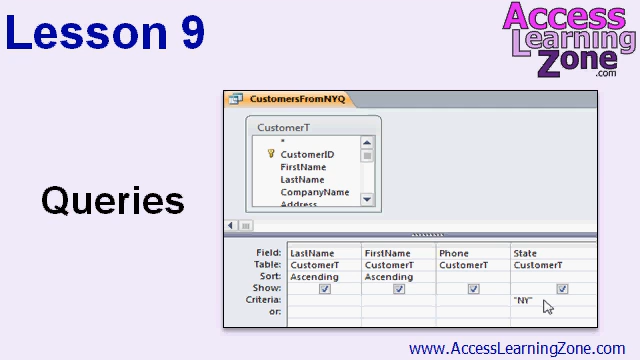 Lesson 9
Access
Learning
Zone
.com
CustomersFromNYQ
CustomerT
*
CustomerID
FirstName
LastName
CompanyName
Address
Queries
Field: LastName FirstName Phone State
Table: CustomerT CustomerT CustomerT CustomerT
Sort: Ascending Ascending
Show:
Criteria: "NY"
or:
www.AccessLearningZone.com